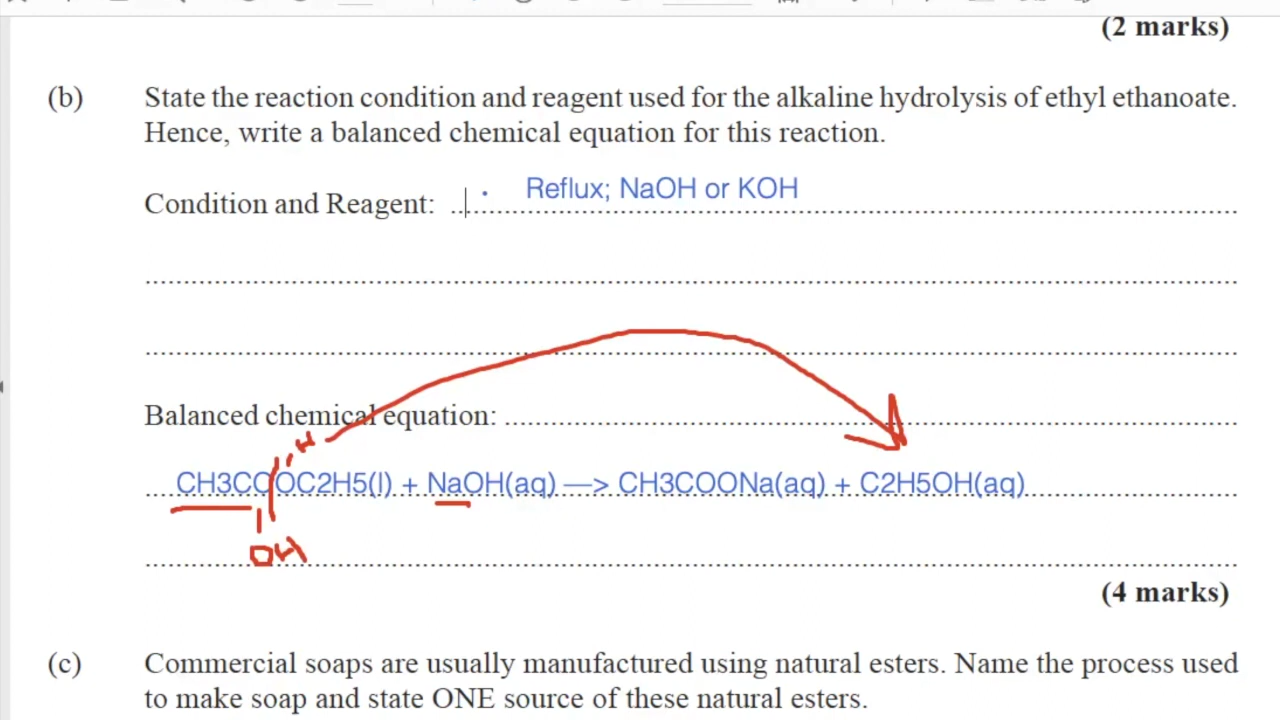 (2 marks)
(b) State the reaction condition and reagent used for the alkaline hydrolysis of ethyl ethanoate.
Hence, write a balanced chemical equation for this reaction.
Condition and Reagent: Reflux; NaOH or KOH
Balanced chemical equation:
H
CH3COOC2H5(l) + NaOH(aq) —> CH3COONa(aq) + C2H5OH(aq)
OH
(4 marks)
(c) Commercial soaps are usually manufactured using natural esters. Name the process used
to make soap and state ONE source of these natural esters.